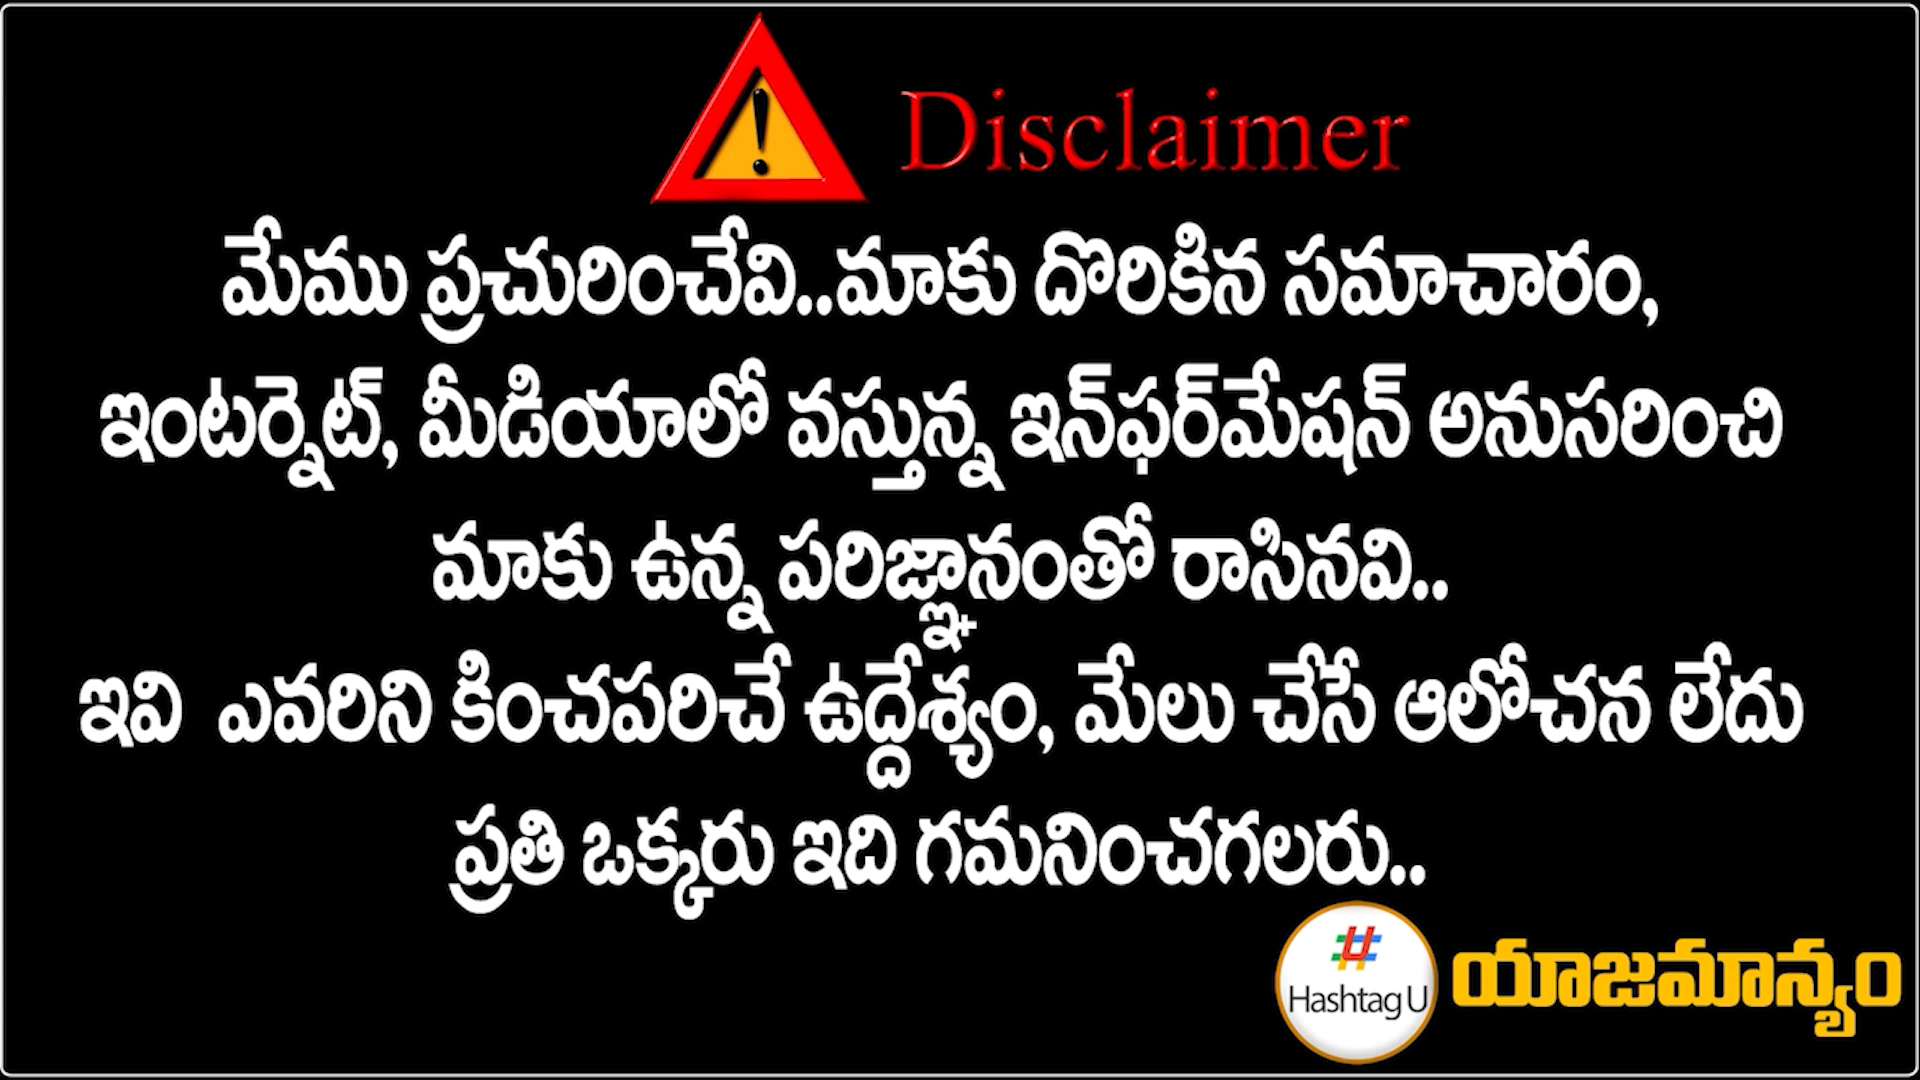 Disclaimer
మేము ప్రచురించేవి..మాకు దొరికిన సమాచారం,
ఇంటర్నెట్, మీడియాలో వస్తున్న ఇన్‌ఫర్‌మేషన్ అనుసరించి
మాకు ఉన్న పరిజ్ఞానంతో రాసినవి..
ఇవి ఎవరిని కించపరిచే ఉద్దేశ్యం, మేలు చేసే ఆలోచన లేదు
ప్రతి ఒక్కరు ఇది గమనించగలరు..
# Hashtag U
యాజమాన్యం